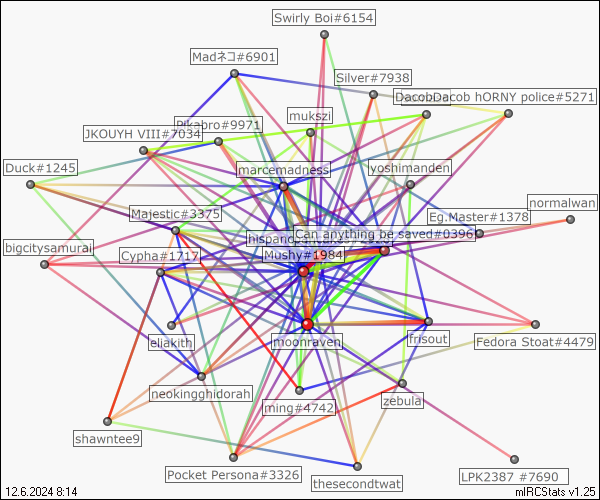 Swirly Boi#6154
Madネコ#6901
Silver#7938
DacobDacob hORNY police#5271
Pikabro#9971
mukszi
JKOUYH VIII#7034
Duck#1245
marcemadness
lyoshimanden
normalwan
Majestic#3375
Eg.Master#1378
Can anything be saved#0396
bigcitysamurai
Cypha#1717
Mushy#1984
eliakith
moonraven
frisout
Fedora Stoat#4479
neokingghidorah
ming#4742
zebula
shawntee9
Pocket Persona#3326
thesecondtwat
LPK2387 #7690
12.6.2024 8:14
mIRCStats v1.25